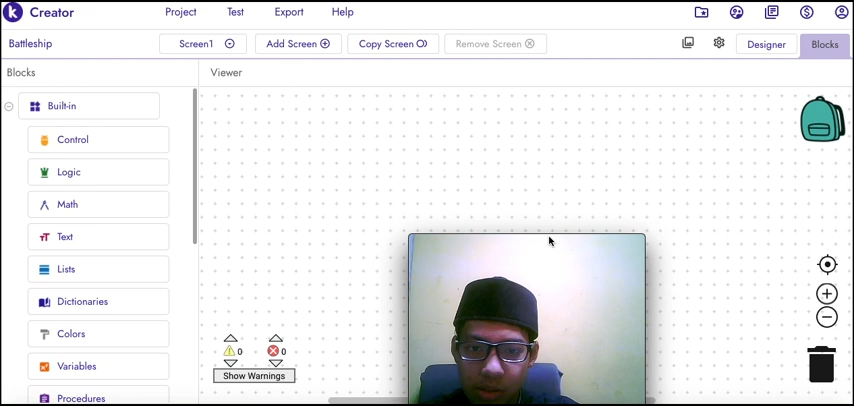 Creator Project Test Export Help
Battleship Screen1 Add Screen Copy Screen Remove Screen Designer Blocks
Blocks Viewer
Built-in
Control
Logic
Math
Text
Lists
Dictionaries
Colors
Variables
0 0
Show Warnings
Procedures